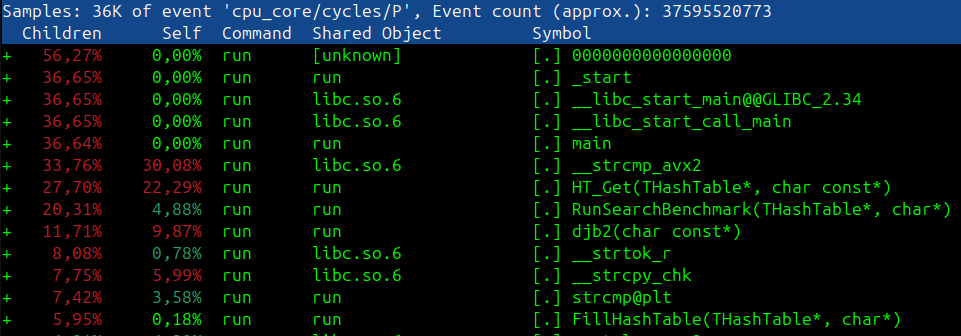 Samples: 36K of event 'cpu_core/cycles/P', Event count (approx.): 37595520773
Children Self Command Shared Object Symbol
+ 56,27% 0,00% run [unknown] [.] 0000000000000000
+ 36,65% 0,00% run run [.] _start
+ 36,65% 0,00% run libc.so.6 [.] __libc_start_main@@GLIBC_2.34
+ 36,65% 0,00% run libc.so.6 [.] __libc_start_call_main
+ 36,64% 0,00% run run [.] main
+ 33,76% 30,08% run libc.so.6 [.] __strcmp_avx2
+ 27,70% 22,29% run run [.] HT_Get(THashTable*, char const*)
+ 20,31% 4,88% run run [.] RunSearchBenchmark(THashTable*, char*)
+ 11,71% 9,87% run run [.] djb2(char const*)
+ 8,08% 0,78% run libc.so.6 [.] __strtok_r
+ 7,75% 5,99% run libc.so.6 [.] __strcpy_chk
+ 7,42% 3,58% run run [.] strcmp@plt
+ 5,95% 0,18% run run [.] FillHashTable(THashTable*, char*)